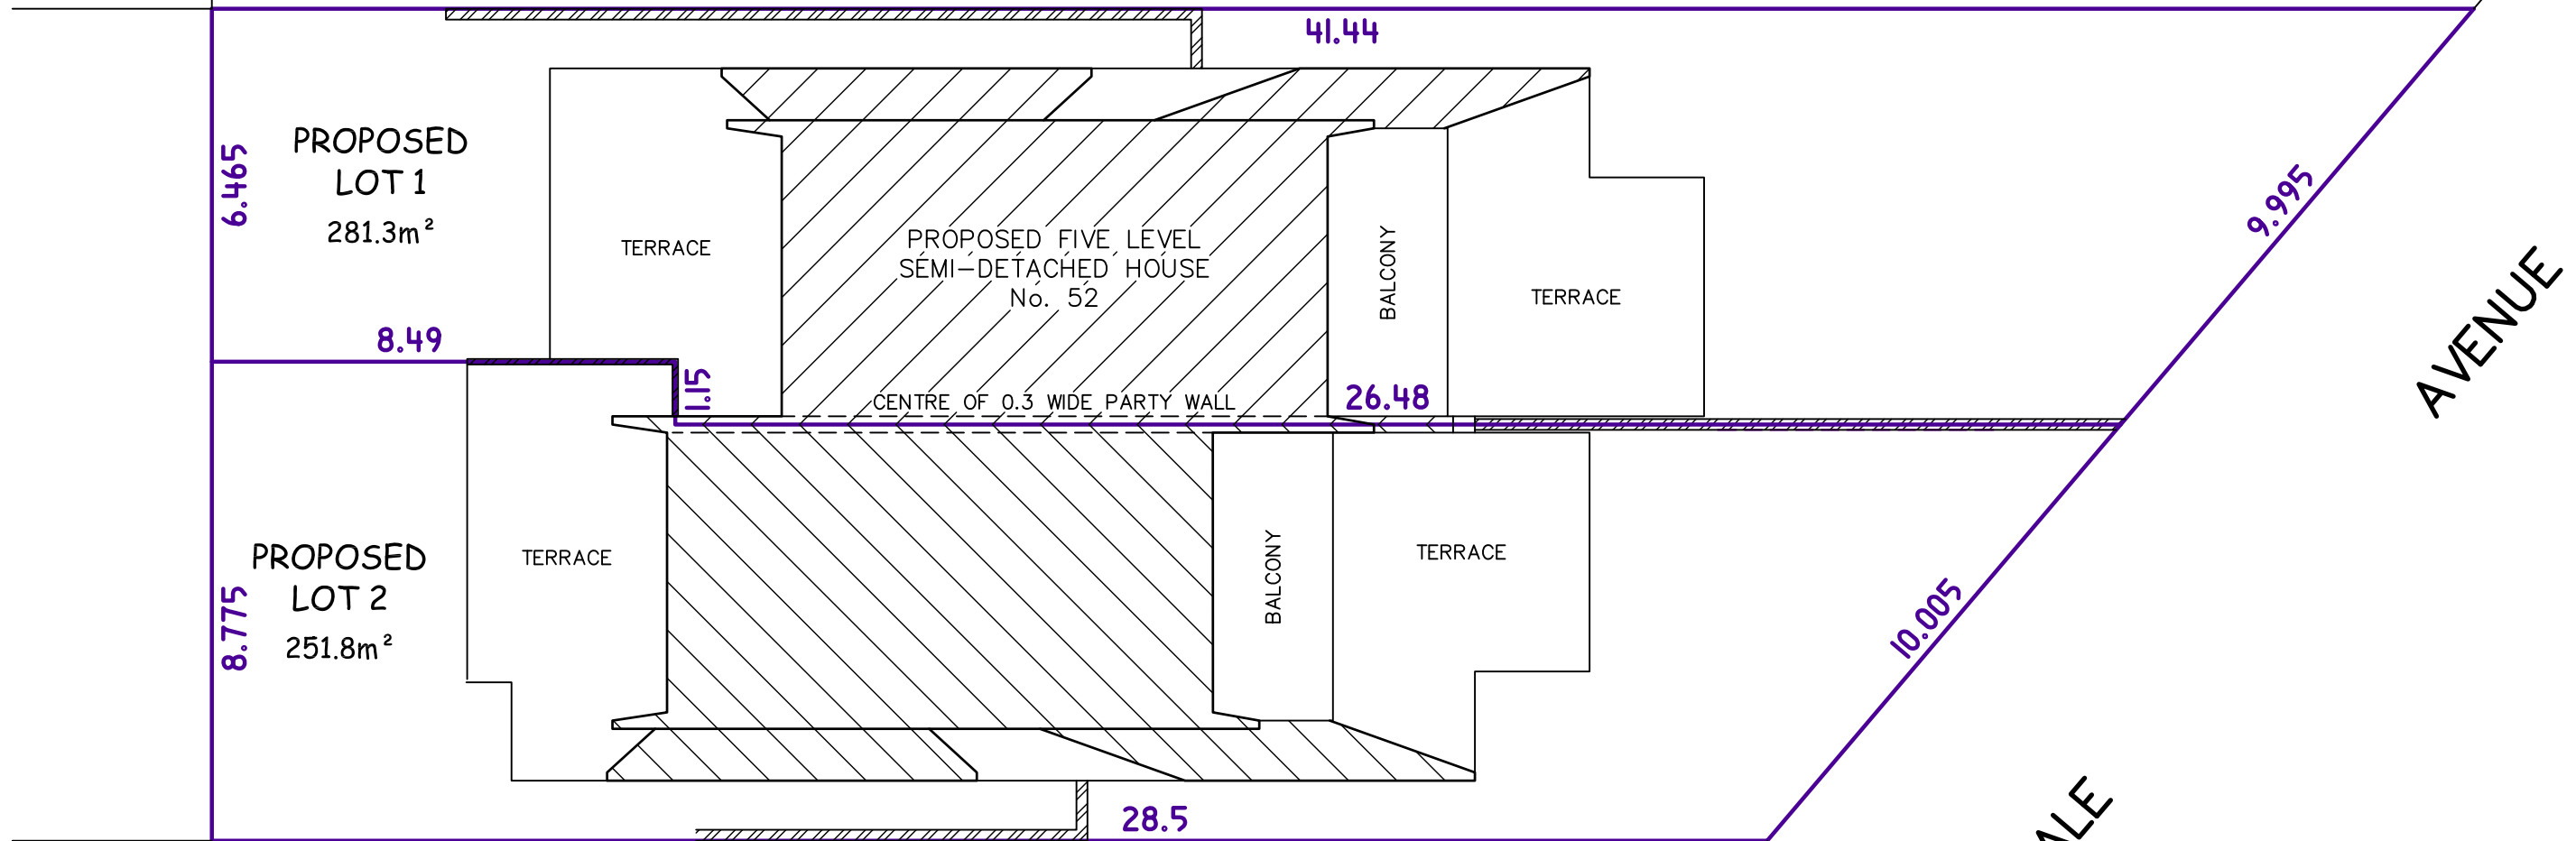 41.44
PROPOSED
LOT 1
281.3m²
6.465
9.995
TERRACE
PROPOSED FIVE LEVEL
SEMI-DETACHED HOUSE
No. 52
BALCONY
TERRACE
AVENUE
8.49
1.15
CENTRE OF 0.3 WIDE PARTY WALL
26.48
PROPOSED
LOT 2
251.8m²
8.775
TERRACE
BALCONY
TERRACE
10.005
28.5